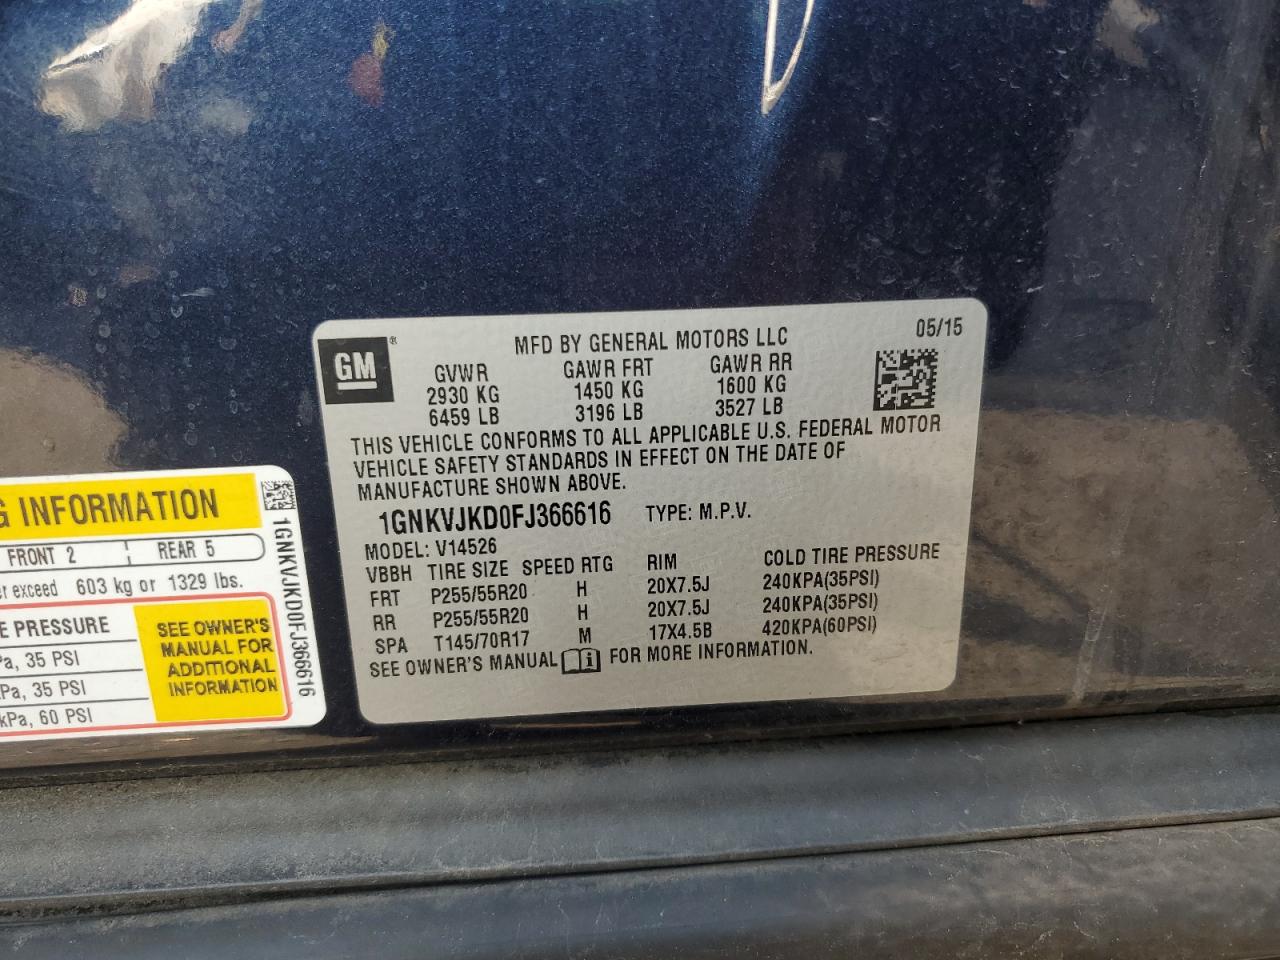 GM®
MFD BY GENERAL MOTORS LLC
05/15
GVWR GAWR FRT GAWR RR
2930 KG 1450 KG 1600 KG
6459 LB 3196 LB 3527 LB
THIS VEHICLE CONFORMS TO ALL APPLICABLE U.S. FEDERAL MOTOR
VEHICLE SAFETY STANDARDS IN EFFECT ON THE DATE OF
MANUFACTURE SHOWN ABOVE.
1GNKVJKD0FJ366616 TYPE: M.P.V.
MODEL: V14526
VBBH TIRE SIZE SPEED RTG RIM COLD TIRE PRESSURE
FRT P255/55R20 H 20X7.5J 240KPA(35PSI)
RR P255/55R20 H 20X7.5J 240KPA(35PSI)
SPA T145/70R17 M 17X4.5B 420KPA(60PSI)
SEE OWNER'S MANUAL FOR MORE INFORMATION.
G INFORMATION
FRONT 2 REAR 5
er exceed 603 kg or 1329 lbs.
E PRESSURE
Pa, 35 PSI
kPa, 35 PSI
kPa, 60 PSI
SEE OWNER'S
MANUAL FOR
ADDITIONAL
INFORMATION
1GNKVJKD0FJ366616